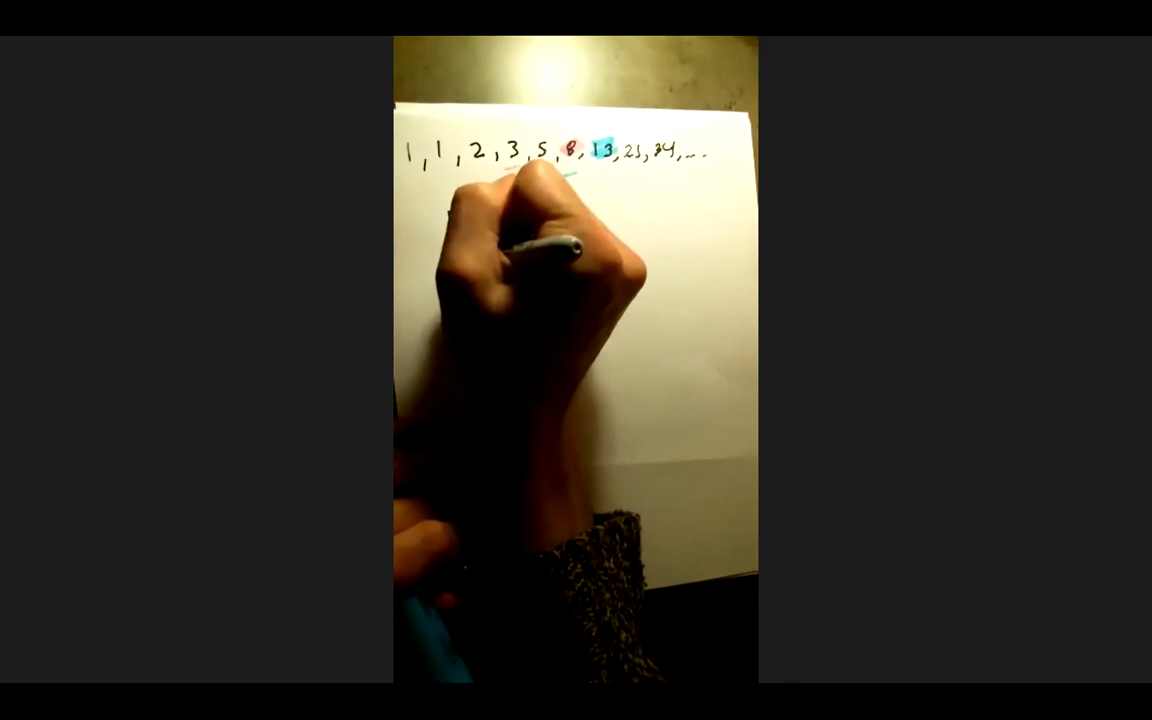 1, 1, 2, 3, 5, 8, 13, 21, 34, ...